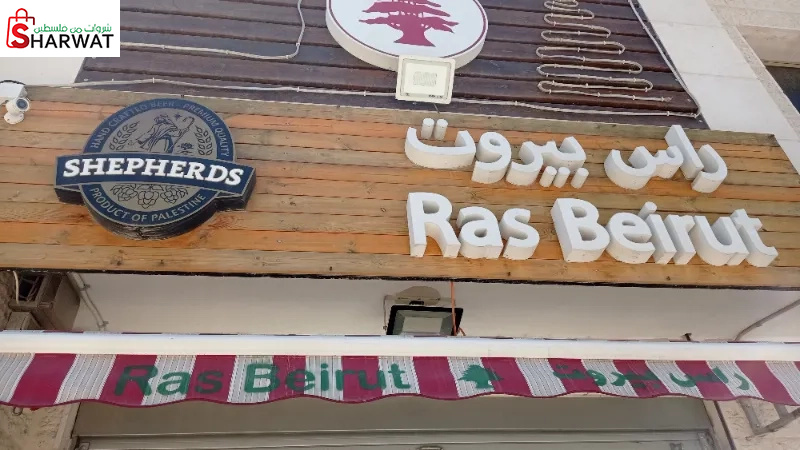 شروات من فلسطين
SHARWAT
HAND CRAFTED BEER · PREMIUM QUALITY
SHEPHERDS
PRODUCT OF PALESTINE
راس بيروت
Ras Beirut
Ras Beirut راس بيروت